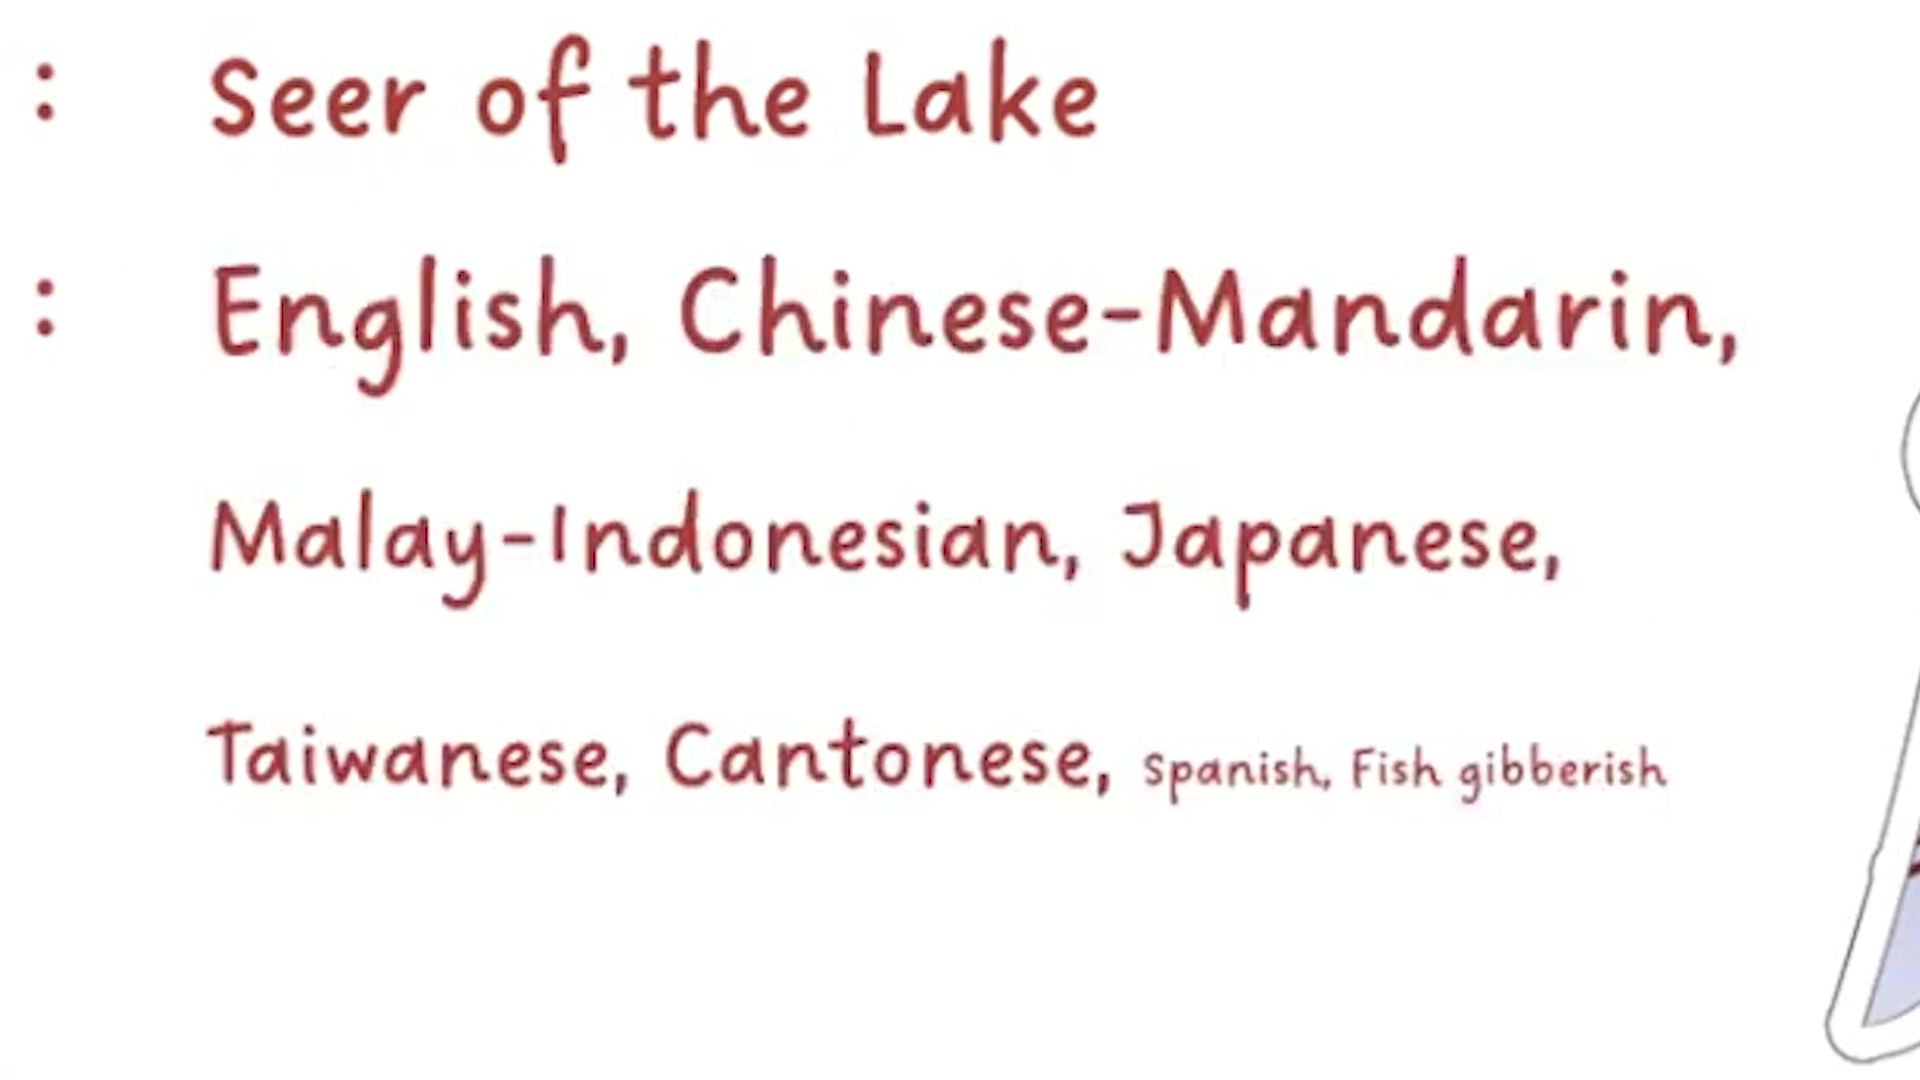 : Seer of the Lake
: English, Chinese-Mandarin,
Malay-Indonesian, Japanese,
Taiwanese, Cantonese, Spanish, Fish gibberish